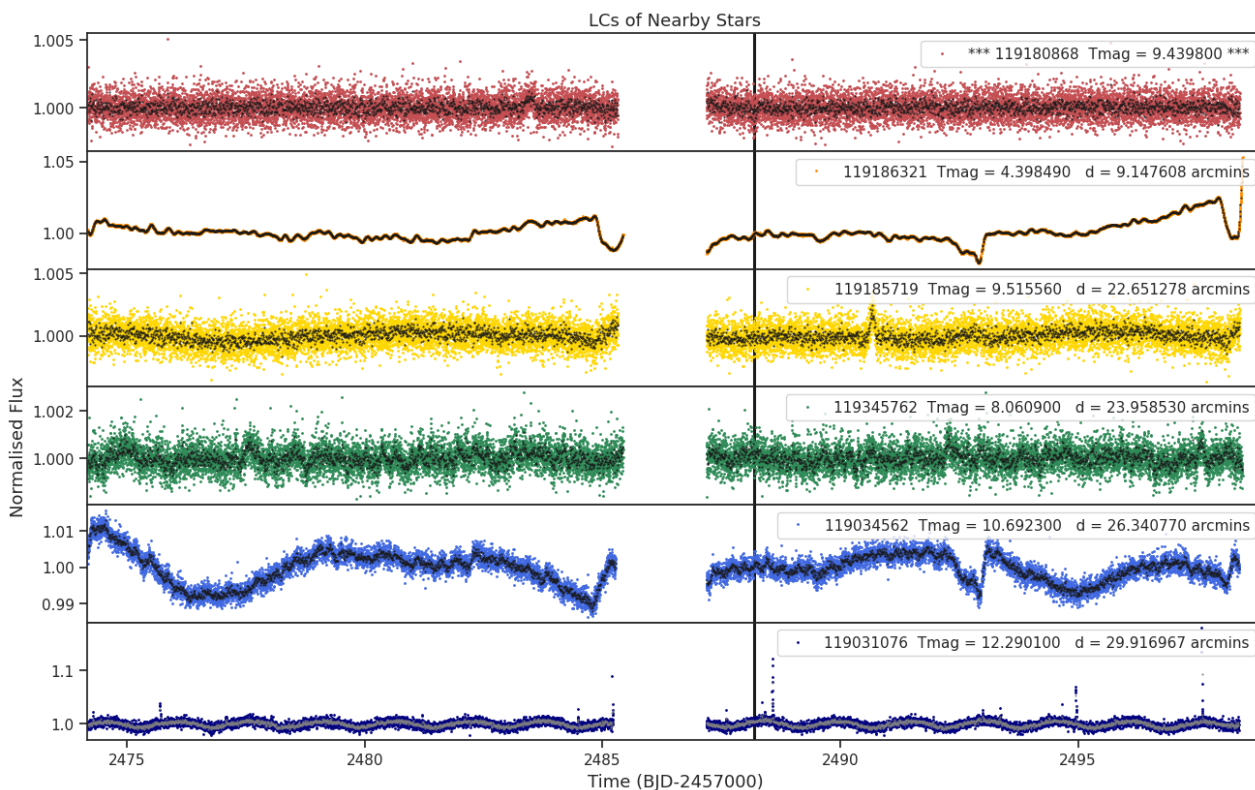 LCs of Nearby Stars
1.005
1.000
*** 119180868 Tmag = 9.439800 ***
1.05
1.00
119186321 Tmag = 4.398490 d = 9.147608 arcmins
1.005
1.000
119185719 Tmag = 9.515560 d = 22.651278 arcmins
1.002
1.000
119345762 Tmag = 8.060900 d = 23.958530 arcmins
1.01
1.00
0.99
119034562 Tmag = 10.692300 d = 26.340770 arcmins
1.1
1.0
119031076 Tmag = 12.290100 d = 29.916967 arcmins
Normalised Flux
2475 2480 2485 2490 2495
Time (BJD-2457000)